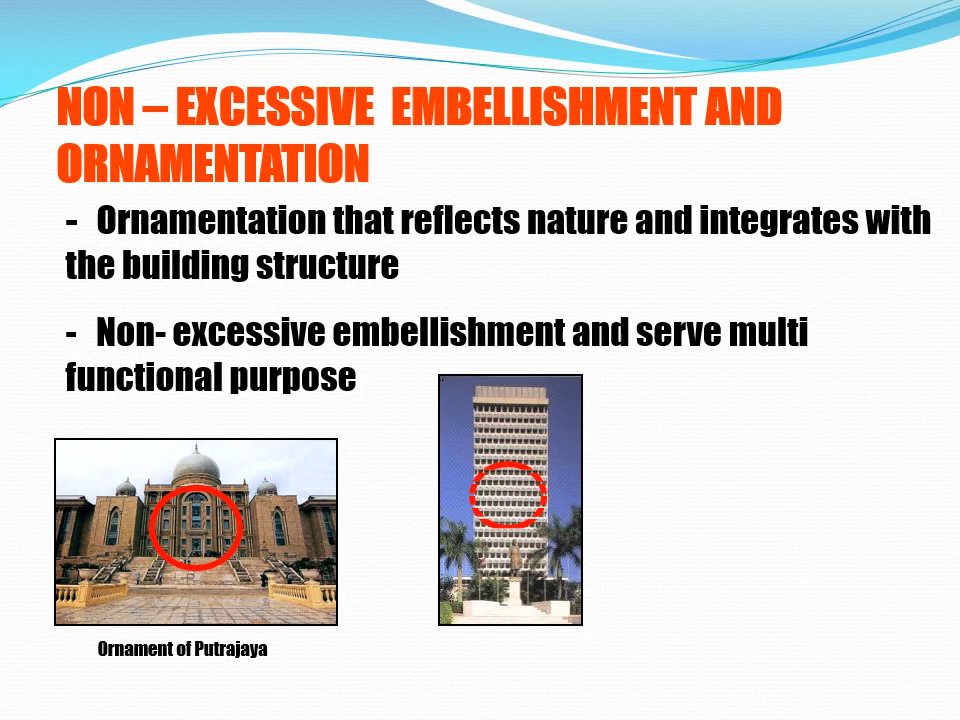 NON – EXCESSIVE EMBELLISHMENT AND
ORNAMENTATION
- Ornamentation that reflects nature and integrates with
the building structure
- Non- excessive embellishment and serve multi
functional purpose
Ornament of Putrajaya